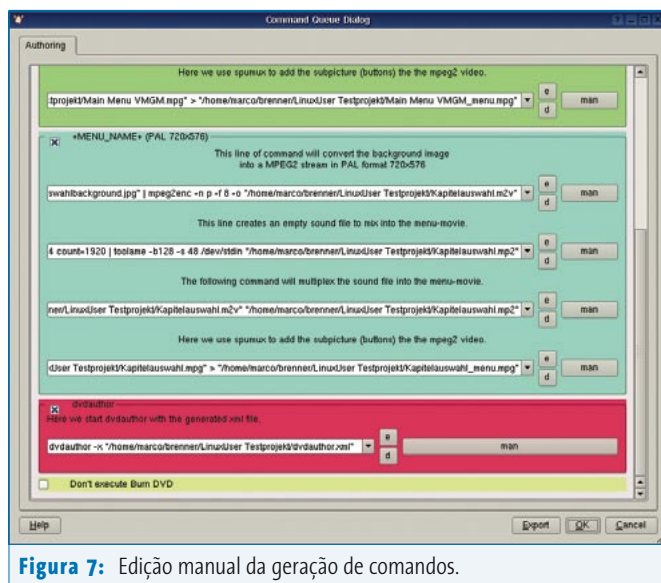 Command Queue Dialog
Authoring
Here we use spumux to add the subpicture (buttons) the the mpeg2 video.
:tprojekt/Main Menu VMGM.mpg" > "/home/marco/brenner/LinuxUser Testprojekt/Main Menu VMGM_menu.mpg"
e
d
man
+MENU_NAME+ (PAL 720x576)
This line of command will convert the background image
into a MPEG2 stream in PAL format 720x576
swahlbackground.jpg" | mpeg2enc -n p -f 8 -o "/home/marco/brenner/LinuxUser Testprojekt/Kapitelauswahl.m2v"
e
d
man
This line creates an empty sound file to mix into the menu-movie.
4 count=1920 | toolame -b128 -s 48 /dev/stdin "/home/marco/brenner/LinuxUser Testprojekt/Kapitelauswahl.mp2"
e
d
man
The following command will multiplex the sound file into the menu-movie.
ner/LinuxUser Testprojekt/Kapitelauswahl.m2v" "/home/marco/brenner/LinuxUser Testprojekt/Kapitelauswahl.mp2"
e
d
man
Here we use spumux to add the subpicture (buttons) the the mpeg2 video.
xUser Testprojekt/Kapitelauswahl.mpg" > "/home/marco/brenner/LinuxUser Testprojekt/Kapitelauswahl_menu.mpg"
e
d
man
dvdauthor
Here we start dvdauthor with the generated xml file.
dvdauthor -x "/home/marco/brenner/LinuxUser Testprojekt/dvdauthor.xml"
e
d
man
Don't execute Burn DVD
Help
Export
OK
Cancel
Figura 7: Edição manual da geração de comandos.